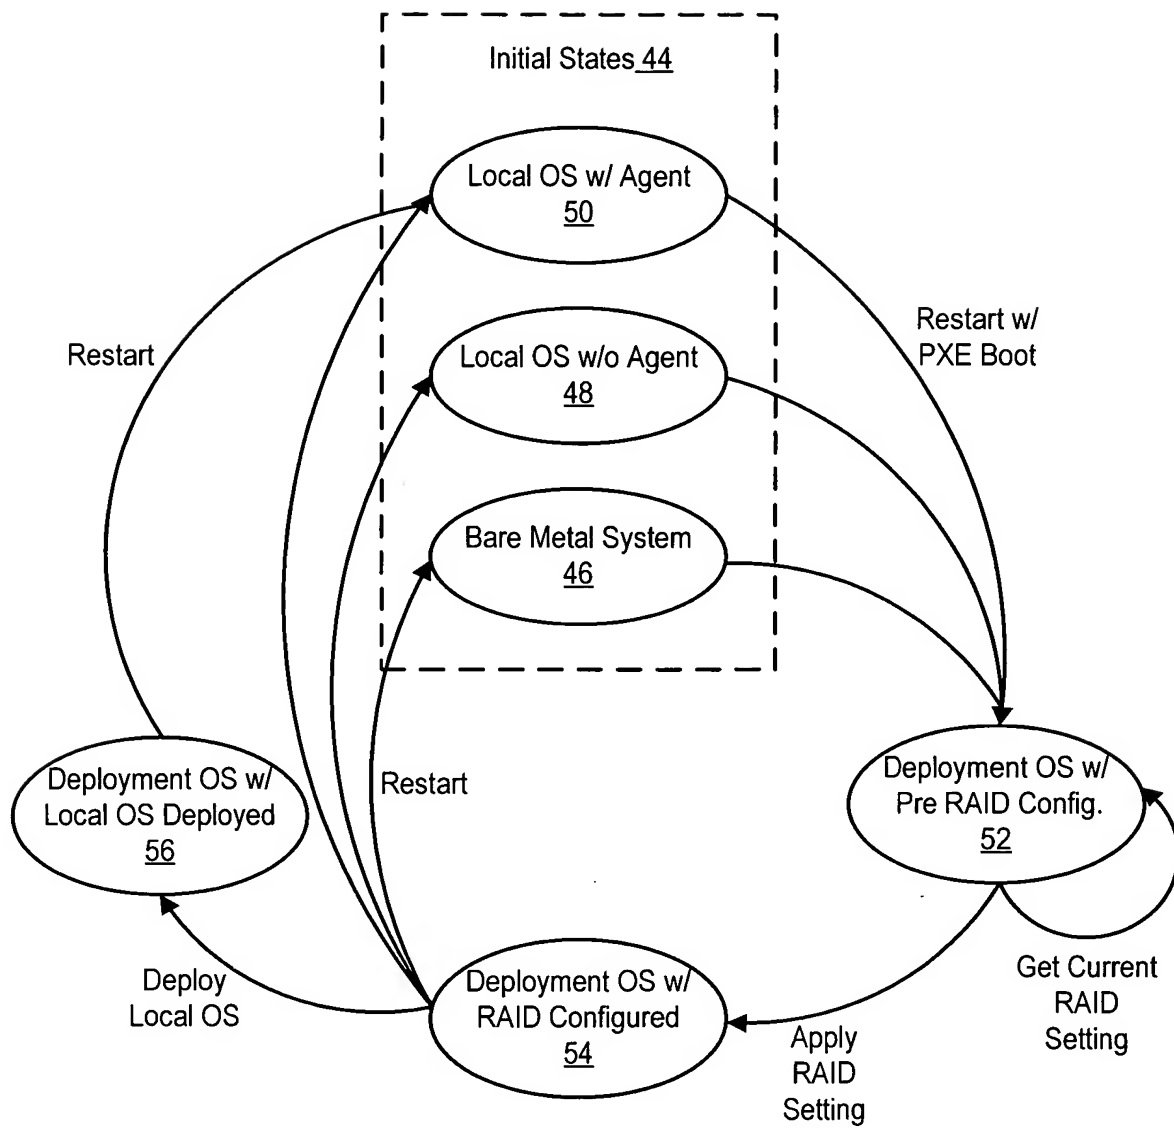 Initial States 44
Local OS w/ Agent
50
Restart w/
PXE Boot
Restart
Local OS w/o Agent
48
Bare Metal System
46
Restart
Deployment OS w/
Local OS Deployed
56
Deployment OS w/
Pre RAID Config.
52
Deploy
Local OS
Deployment OS w/
RAID Configured
54
Get Current
RAID
Setting
Apply
RAID
Setting